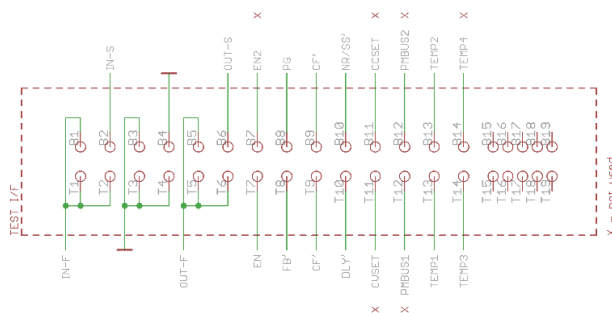 X X X X
IN-S OUT-S EN2 PG CF' NR/SS' CCSET PMBUS2 TEMP2 TEMP4
B1 B2 B3 B4 B5 B6 B7 B8 B9 B10 B11 B12 B13 B14 B15 B16 B17 B18 B19
T1 T2 T3 T4 T5 T6 T7 T8 T9 T10 T11 T12 T13 T14 T15 T16 T17 T18 T19
TEST I/F
X = not used
IN-F OUT-F EN FB' CF' DLY' CVSET PMBUS1 TEMP1 TEMP3
X X